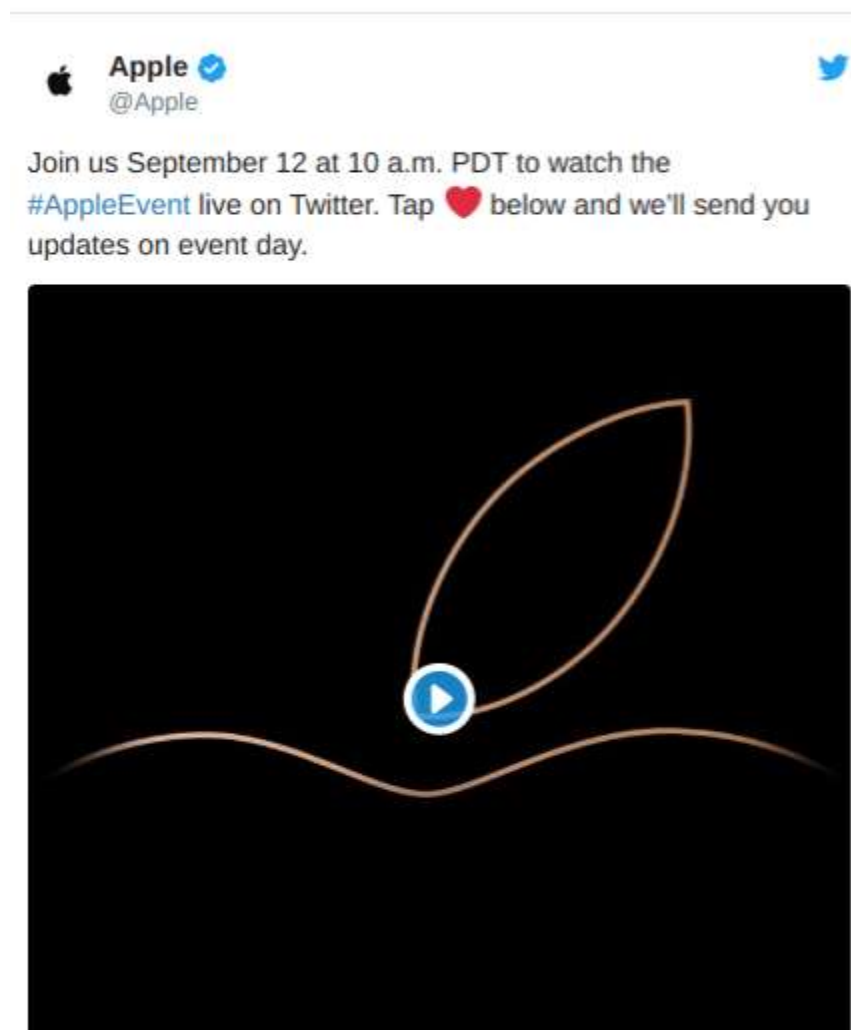 Apple
@Apple
Join us September 12 at 10 a.m. PDT to watch the
#AppleEvent live on Twitter. Tap ❤️ below and we'll send you
updates on event day.